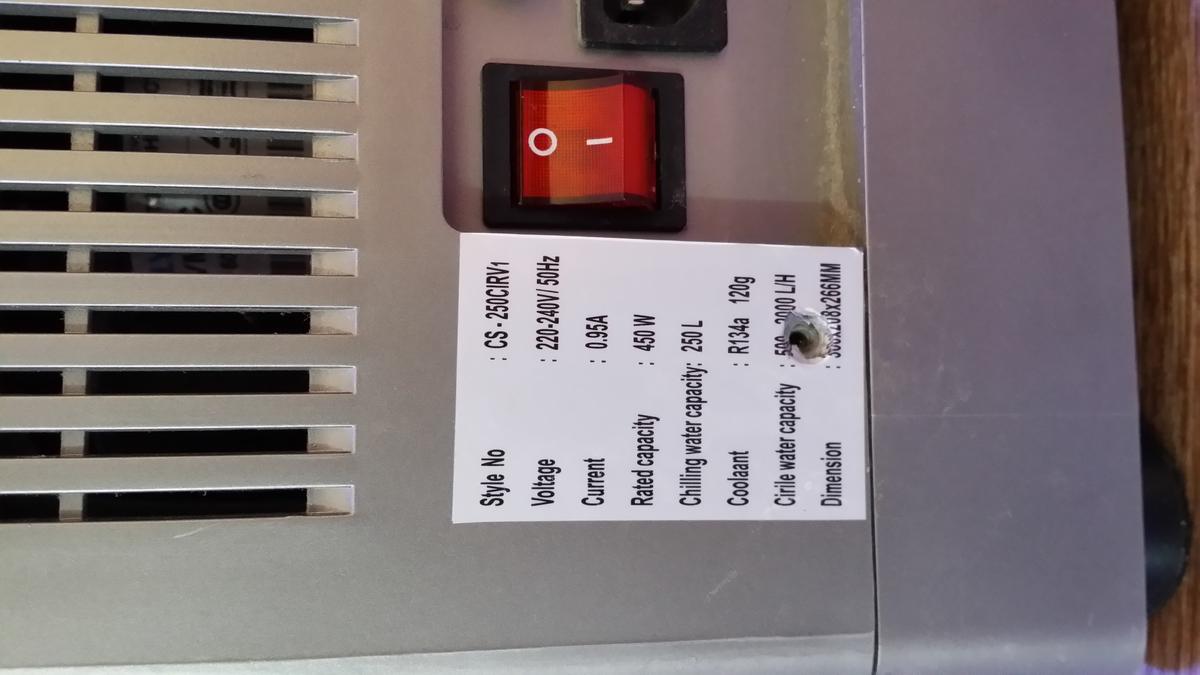 Style No : CS - 250CIRV1
Voltage : 220-240V/ 50Hz
Current : 0.95A
Rated capacity : 450 W
Chilling water capacity: 250 L
Coolaant : R134a 120g
Cirile water capacity : L/H
Dimension :